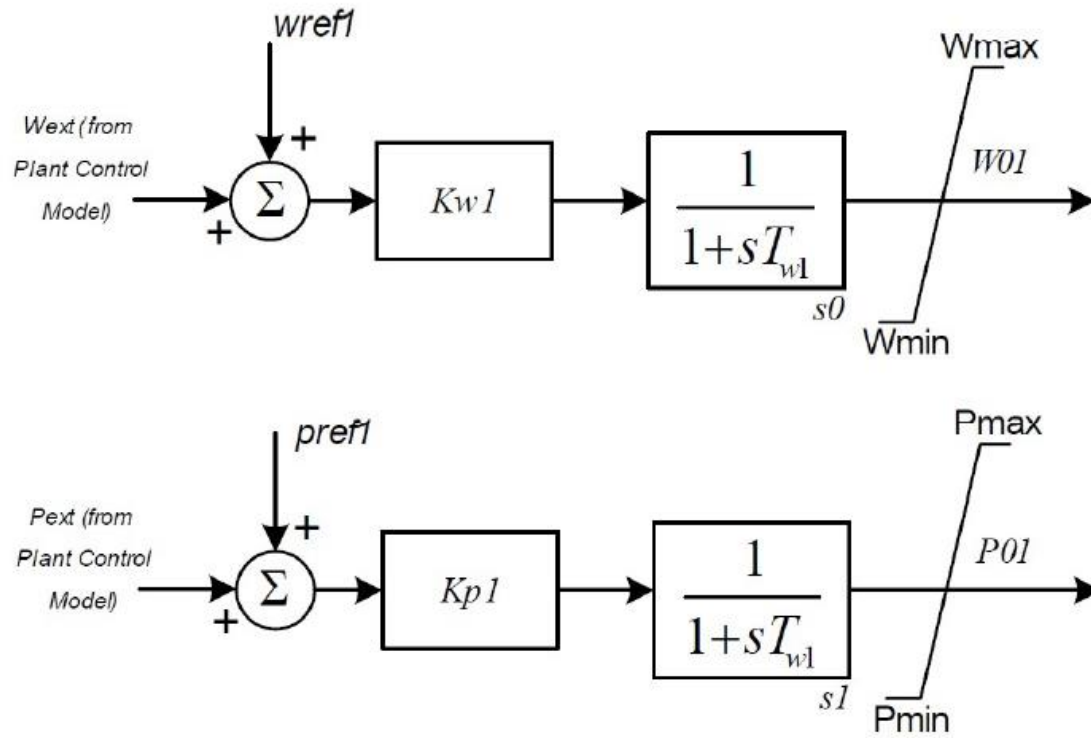 wref1
Wmax
Wext (from
Plant Control
Model)
+
+
Σ
Kw1
1
1+sTw1
s0
W01
Wmin
pref1
Pmax
Pext (from
Plant Control
Model)
+
+
Σ
Kp1
1
1+sTw1
s1
P01
Pmin